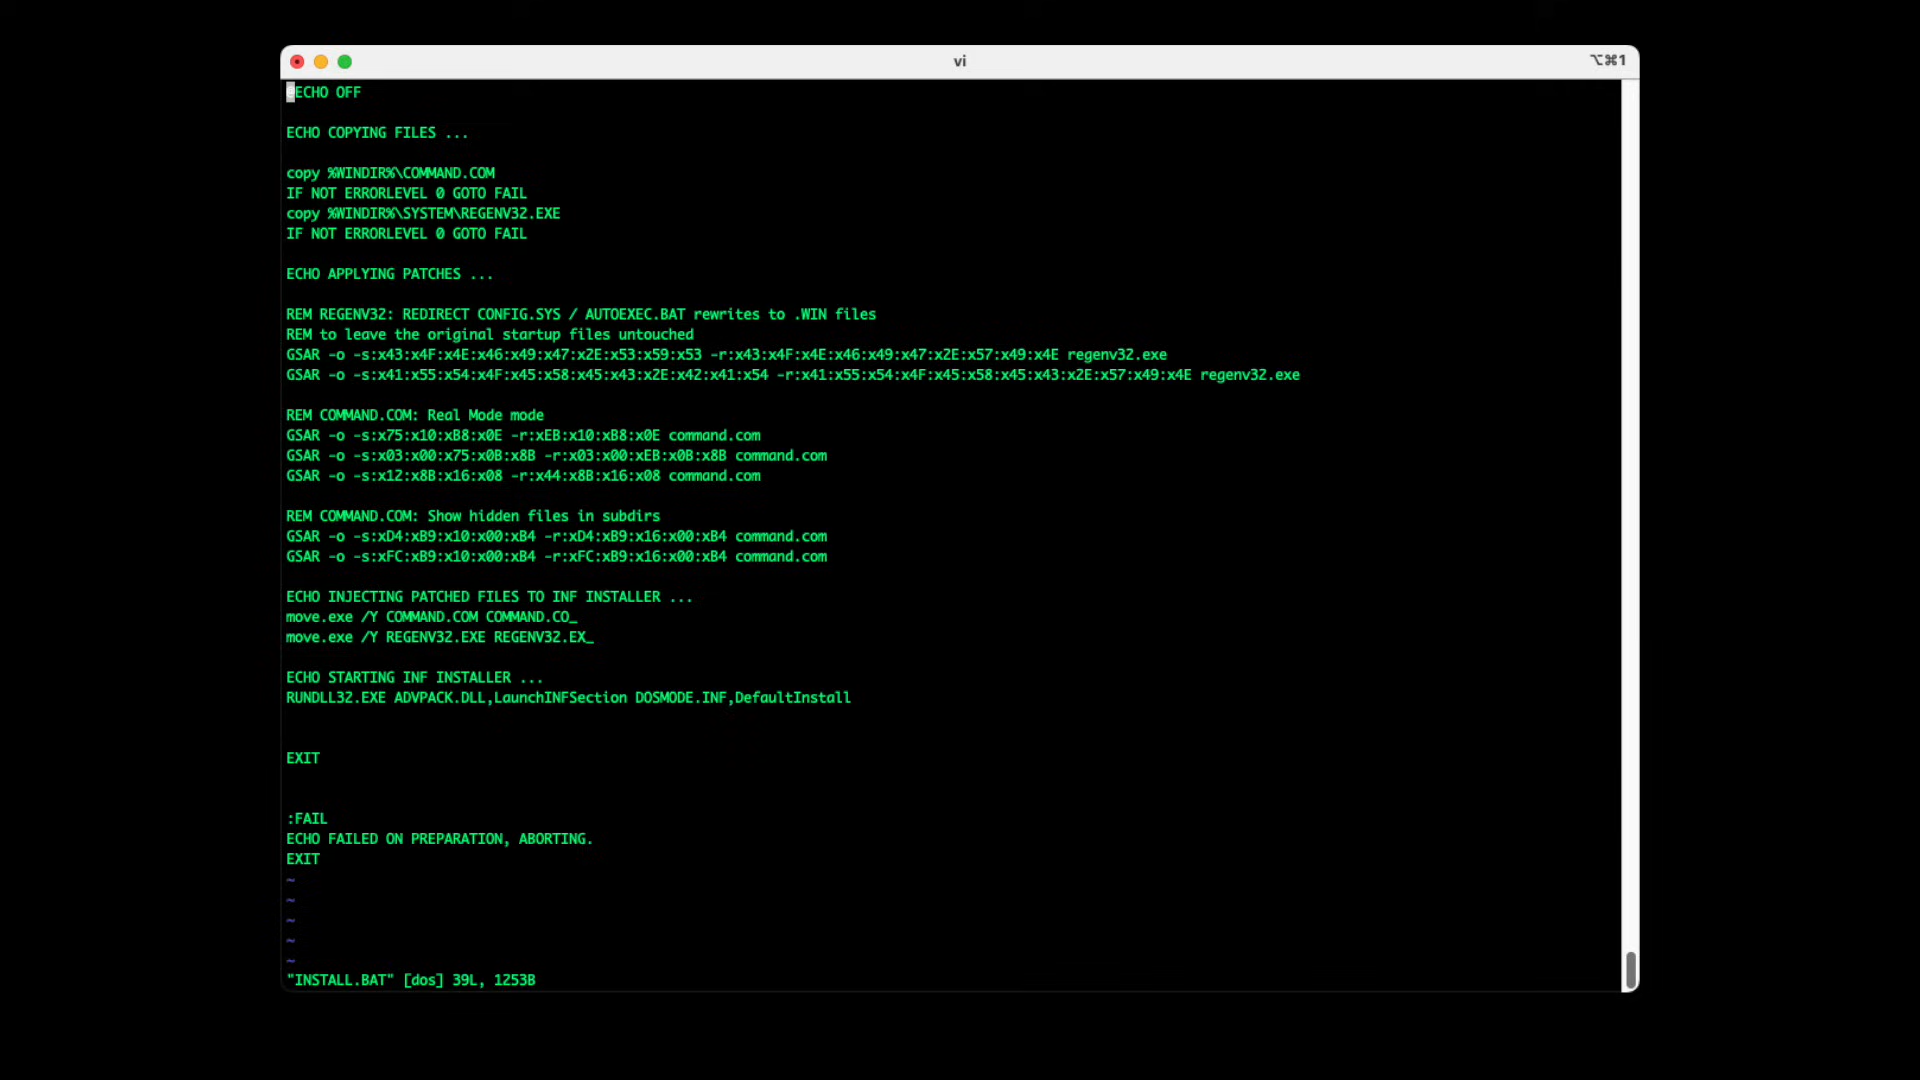 vi
⌥⌘1
@ECHO OFF
ECHO COPYING FILES ...
copy %WINDIR%\COMMAND.COM
IF NOT ERRORLEVEL 0 GOTO FAIL
copy %WINDIR%\SYSTEM\REGENV32.EXE
IF NOT ERRORLEVEL 0 GOTO FAIL
ECHO APPLYING PATCHES ...
REM REGENV32: REDIRECT CONFIG.SYS / AUTOEXEC.BAT rewrites to .WIN files
REM to leave the original startup files untouched
GSAR -o -s:x43:x4F:x4E:x46:x49:x47:x2E:x53:x59:x53 -r:x43:x4F:x4E:x46:x49:x47:x2E:x57:x49:x4E regenv32.exe
GSAR -o -s:x41:x55:x54:x4F:x45:x58:x45:x43:x2E:x42:x41:x54 -r:x41:x55:x54:x4F:x45:x58:x45:x43:x2E:x57:x49:x4E regenv32.exe
REM COMMAND.COM: Real Mode mode
GSAR -o -s:x75:x10:xB8:x0E -r:xEB:x10:xB8:x0E command.com
GSAR -o -s:x03:x00:x75:x0B:x8B -r:x03:x00:xEB:x0B:x8B command.com
GSAR -o -s:x12:x8B:x16:x08 -r:x44:x8B:x16:x08 command.com
REM COMMAND.COM: Show hidden files in subdirs
GSAR -o -s:xD4:xB9:x10:x00:xB4 -r:xD4:xB9:x16:x00:xB4 command.com
GSAR -o -s:xFC:xB9:x10:x00:xB4 -r:xFC:xB9:x16:x00:xB4 command.com
ECHO INJECTING PATCHED FILES TO INF INSTALLER ...
move.exe /Y COMMAND.COM COMMAND.CO_
move.exe /Y REGENV32.EXE REGENV32.EX_
ECHO STARTING INF INSTALLER ...
RUNDLL32.EXE ADVPACK.DLL,LaunchINFSection DOSMODE.INF,DefaultInstall
EXIT
:FAIL
ECHO FAILED ON PREPARATION, ABORTING.
EXIT
~
~
~
~
~
"INSTALL.BAT" [dos] 39L, 1253B